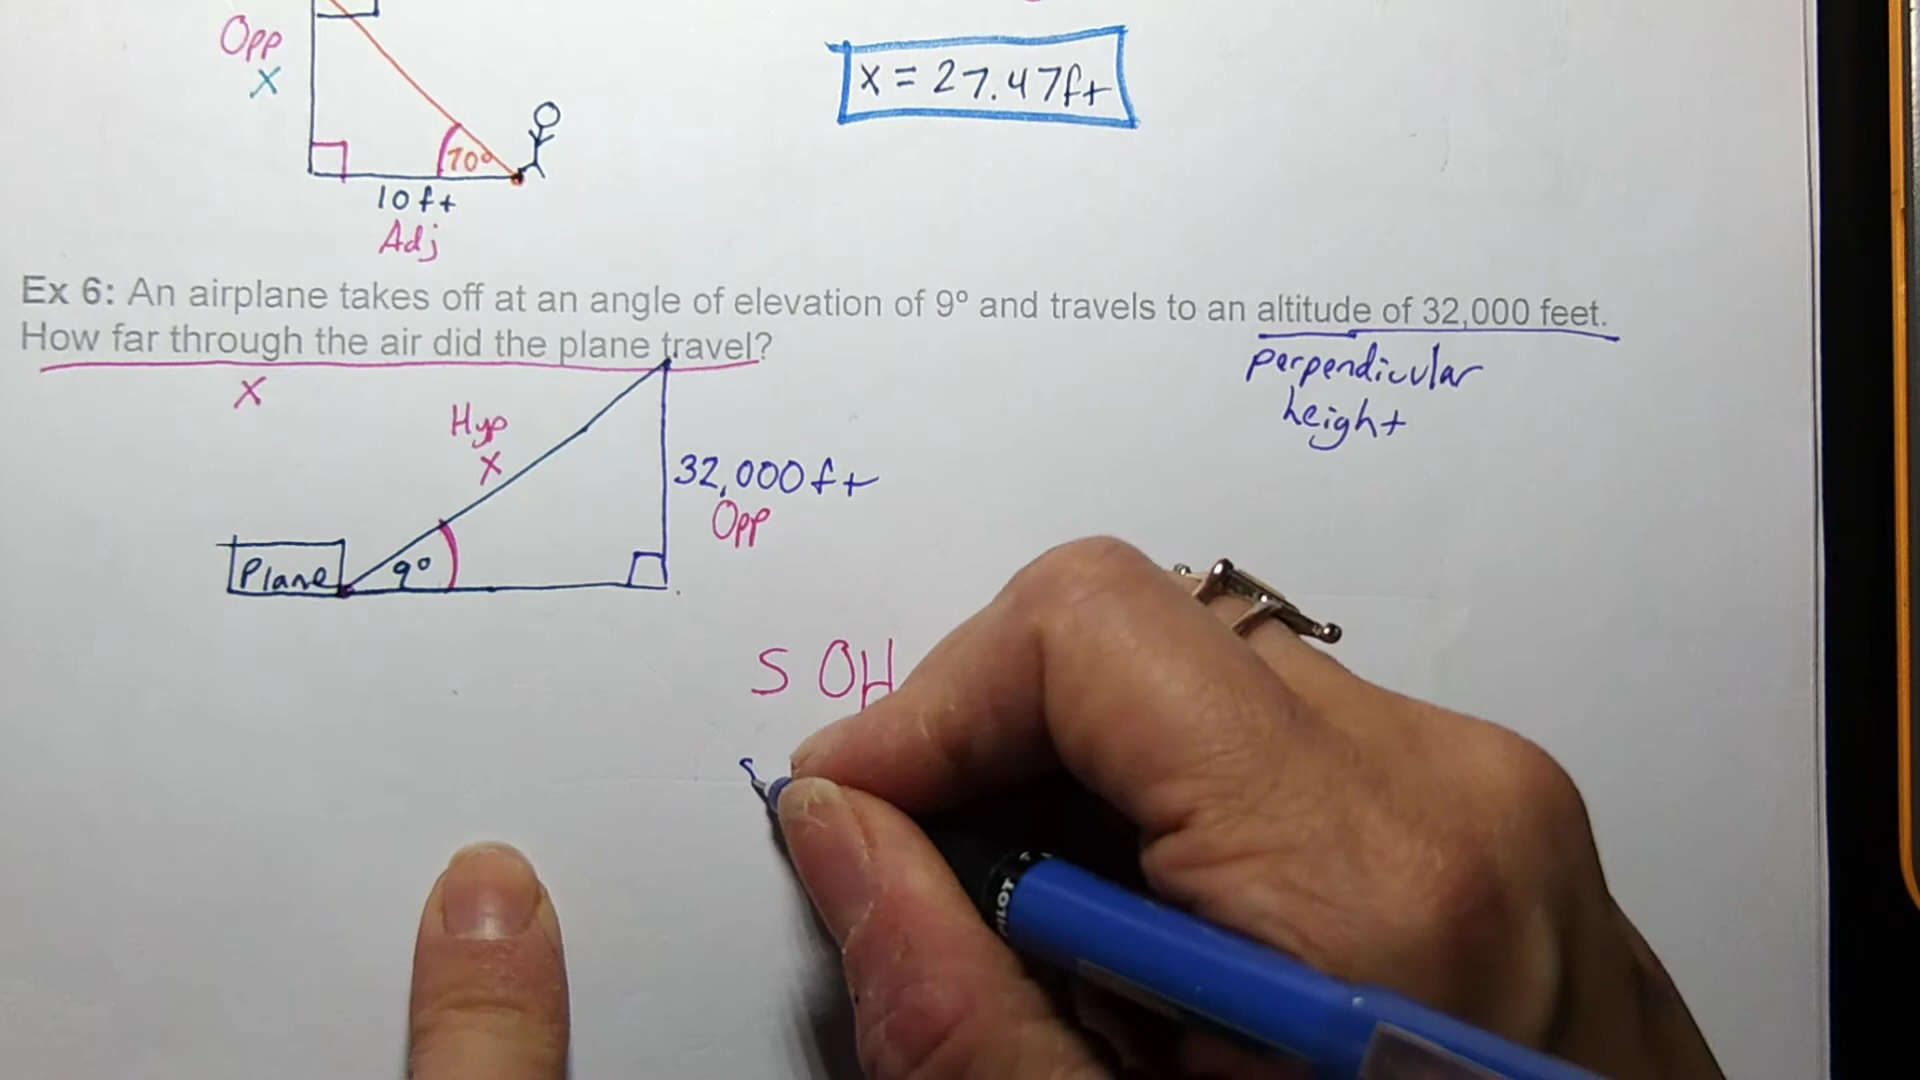 Opp
X
x = 27.47ft
70°
10ft
Adj
Ex 6: An airplane takes off at an angle of elevation of 9º and travels to an altitude of 32,000 feet.
How far through the air did the plane travel?
perpendicular
height
X
Hyp
X
32,000ft
Opp
Plane
9°
S OH
s
PILOT